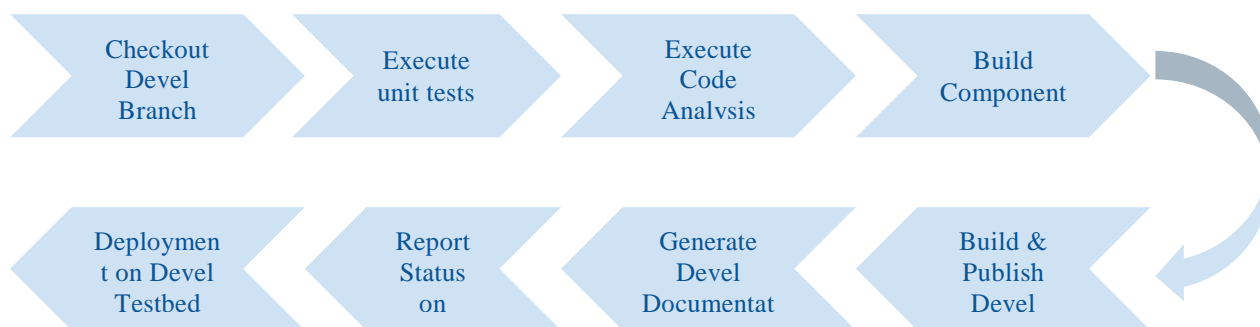 Checkout
Devel
Branch
Execute
unit tests
Execute
Code
Analysis
Build
Component
Build &
Publish
Devel
Generate
Devel
Documentat
Report
Status
on
Deploymen
t on Devel
Testbed